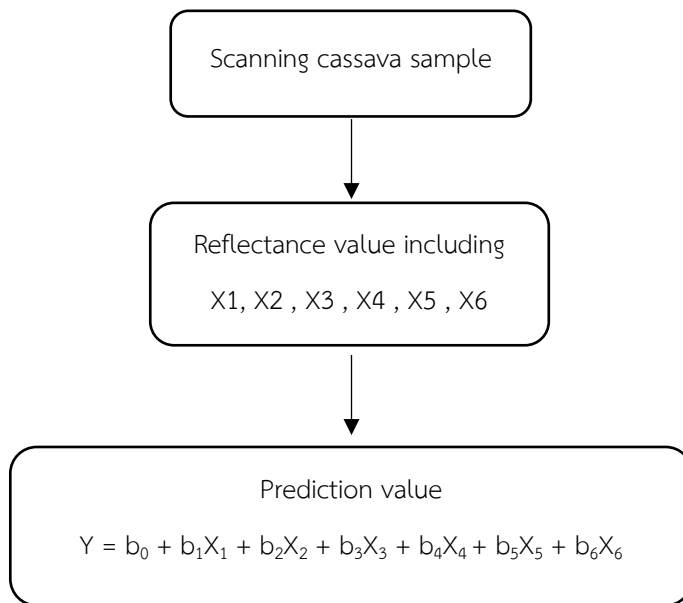 Scanning cassava sample
Reflectance value including
X1, X2 , X3 , X4 , X5 , X6
Prediction value
Y = b₀ + b₁X₁ + b₂X₂ + b₃X₃ + b₄X₄ + b₅X₅ + b₆X₆